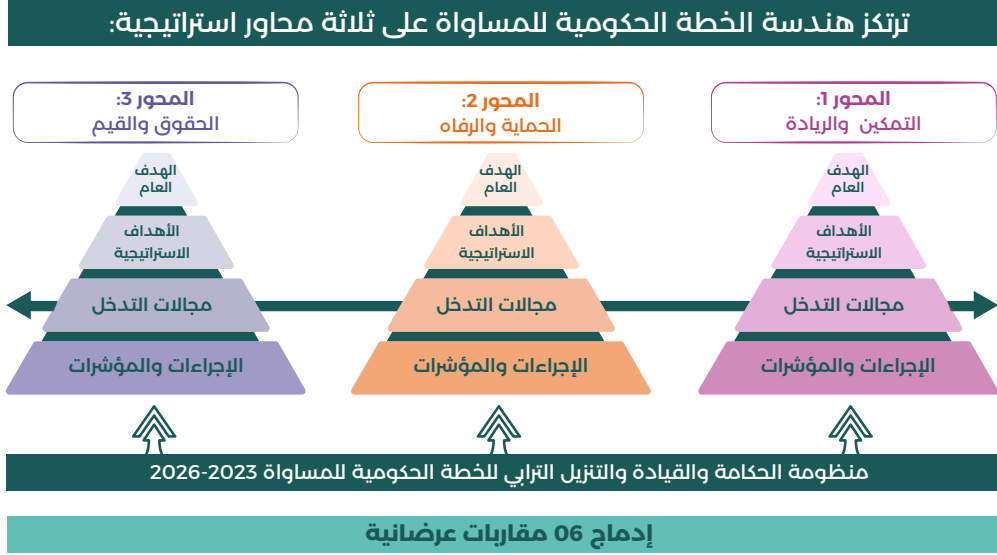 ترتكز هندسة الخطة الحكومية للمساواة على ثلاثة محاور استراتيجية:
المحور 1:
التمكين والريادة
الهدف
العام
الأهداف
الاستراتيجية
مجالات التدخل
الإجراءات والمؤشرات
المحور 2:
الحماية والرفاه
الهدف
العام
الأهداف
الاستراتيجية
مجالات التدخل
الإجراءات والمؤشرات
المحور 3:
الحقوق والقيم
الهدف
العام
الأهداف
الاستراتيجية
مجالات التدخل
الإجراءات والمؤشرات
منظومة الحكامة والقيادة والتنزيل الترابي للخطة الحكومية للمساواة 2023-2026
إدماج 06 مقاربات عرضانية